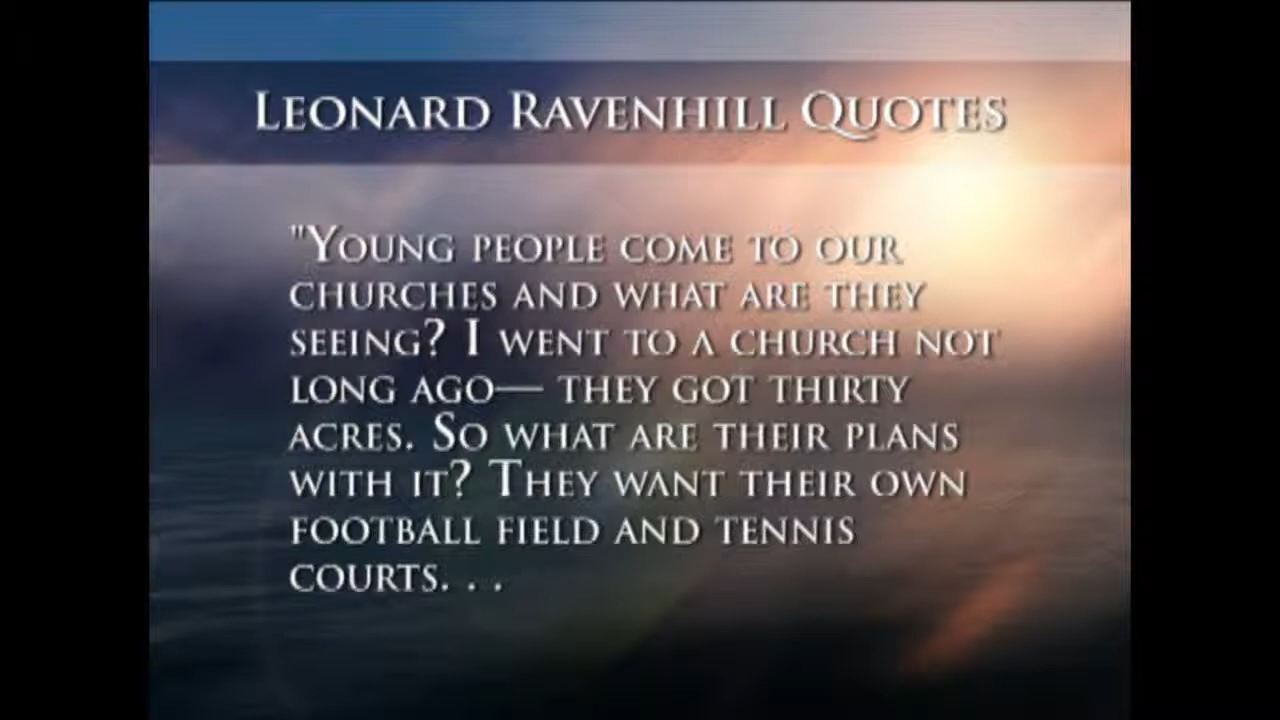 Leonard Ravenhill Quotes
"Young people come to our
churches and what are they
seeing? I went to a church not
long ago— they got thirty
acres. So what are their plans
with it? They want their own
football field and tennis
courts. . .